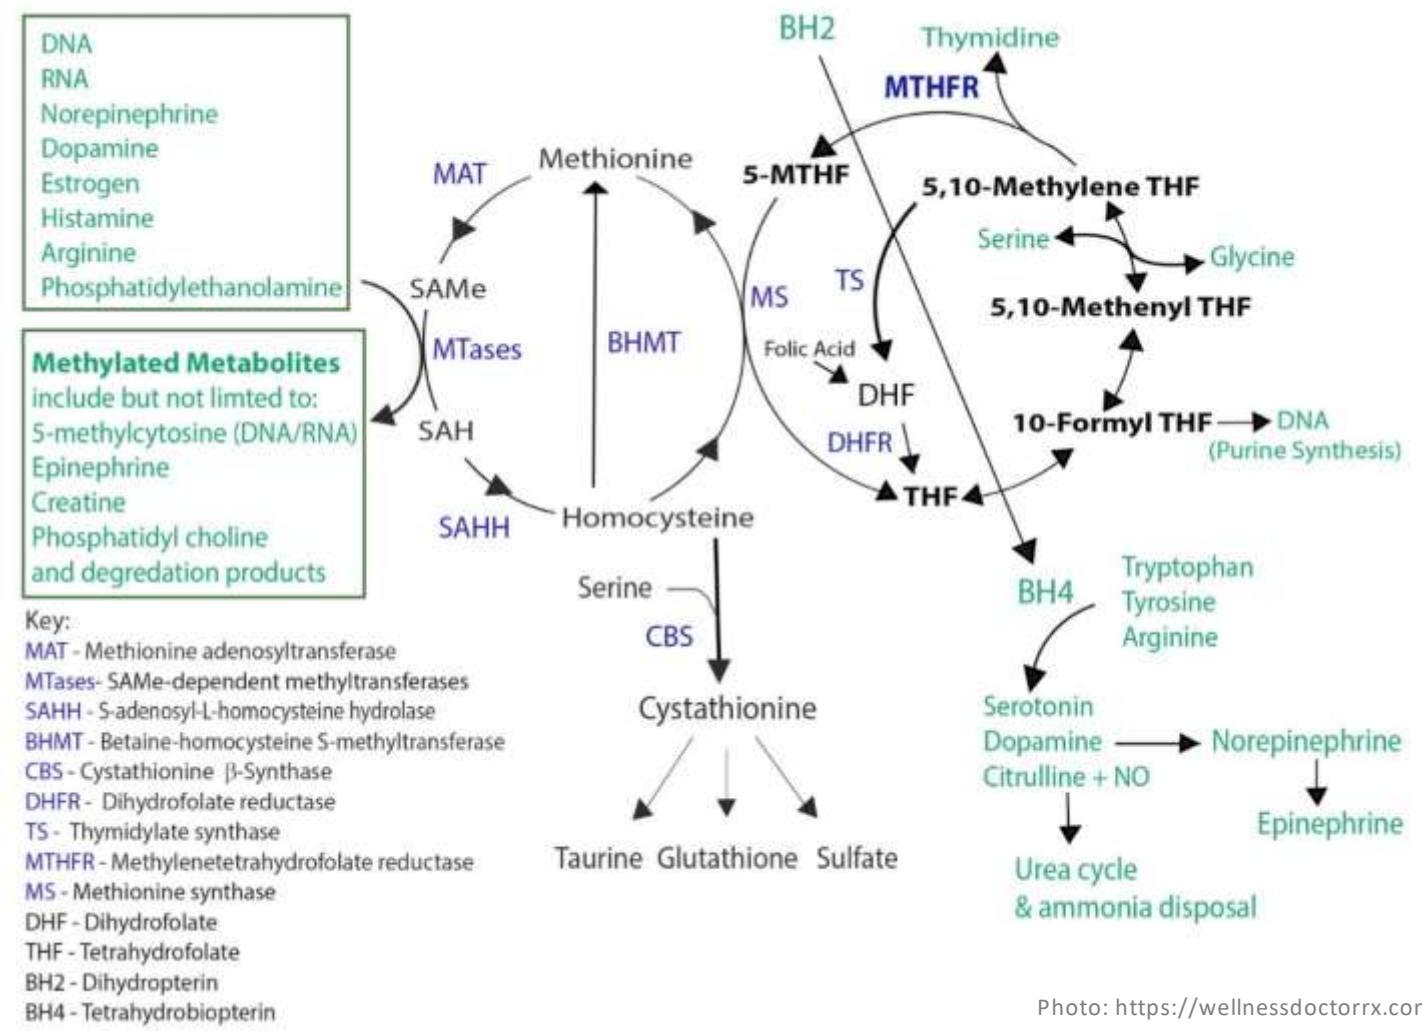 DNA
RNA
Norepinephrine
Dopamine
Estrogen
Histamine
Arginine
Phosphatidylethanolamine
Methylated Metabolites
include but not limted to:
5-methylcytosine (DNA/RNA)
Epinephrine
Creatine
Phosphatidyl choline
and degredation products
MAT
Methionine
SAMe
MTases
BHMT
SAH
SAHH
Homocysteine
Serine
CBS
Cystathionine
Taurine Glutathione Sulfate
BH2
Thymidine
MTHFR
5-MTHF
5,10-Methylene THF
Serine
Glycine
MS
TS
5,10-Methenyl THF
Folic Acid
DHF
10-Formyl THF
DNA
(Purine Synthesis)
DHFR
THF
BH4
Tryptophan
Tyrosine
Arginine
Serotonin
Dopamine
Citrulline + NO
Norepinephrine
Epinephrine
Urea cycle
& ammonia disposal
Key:
MAT - Methionine adenosyltransferase
MTases- SAMe-dependent methyltransferases
SAHH - S-adenosyl-L-homocysteine hydrolase
BHMT - Betaine-homocysteine S-methyltransferase
CBS - Cystathionine β-Synthase
DHFR - Dihydrofolate reductase
TS - Thymidylate synthase
MTHFR - Methylenetetrahydrofolate reductase
MS - Methionine synthase
DHF - Dihydrofolate
THF - Tetrahydrofolate
BH2 - Dihydropterin
BH4 - Tetrahydrobiopterin
Photo: https://wellnessdoctorrx.cor